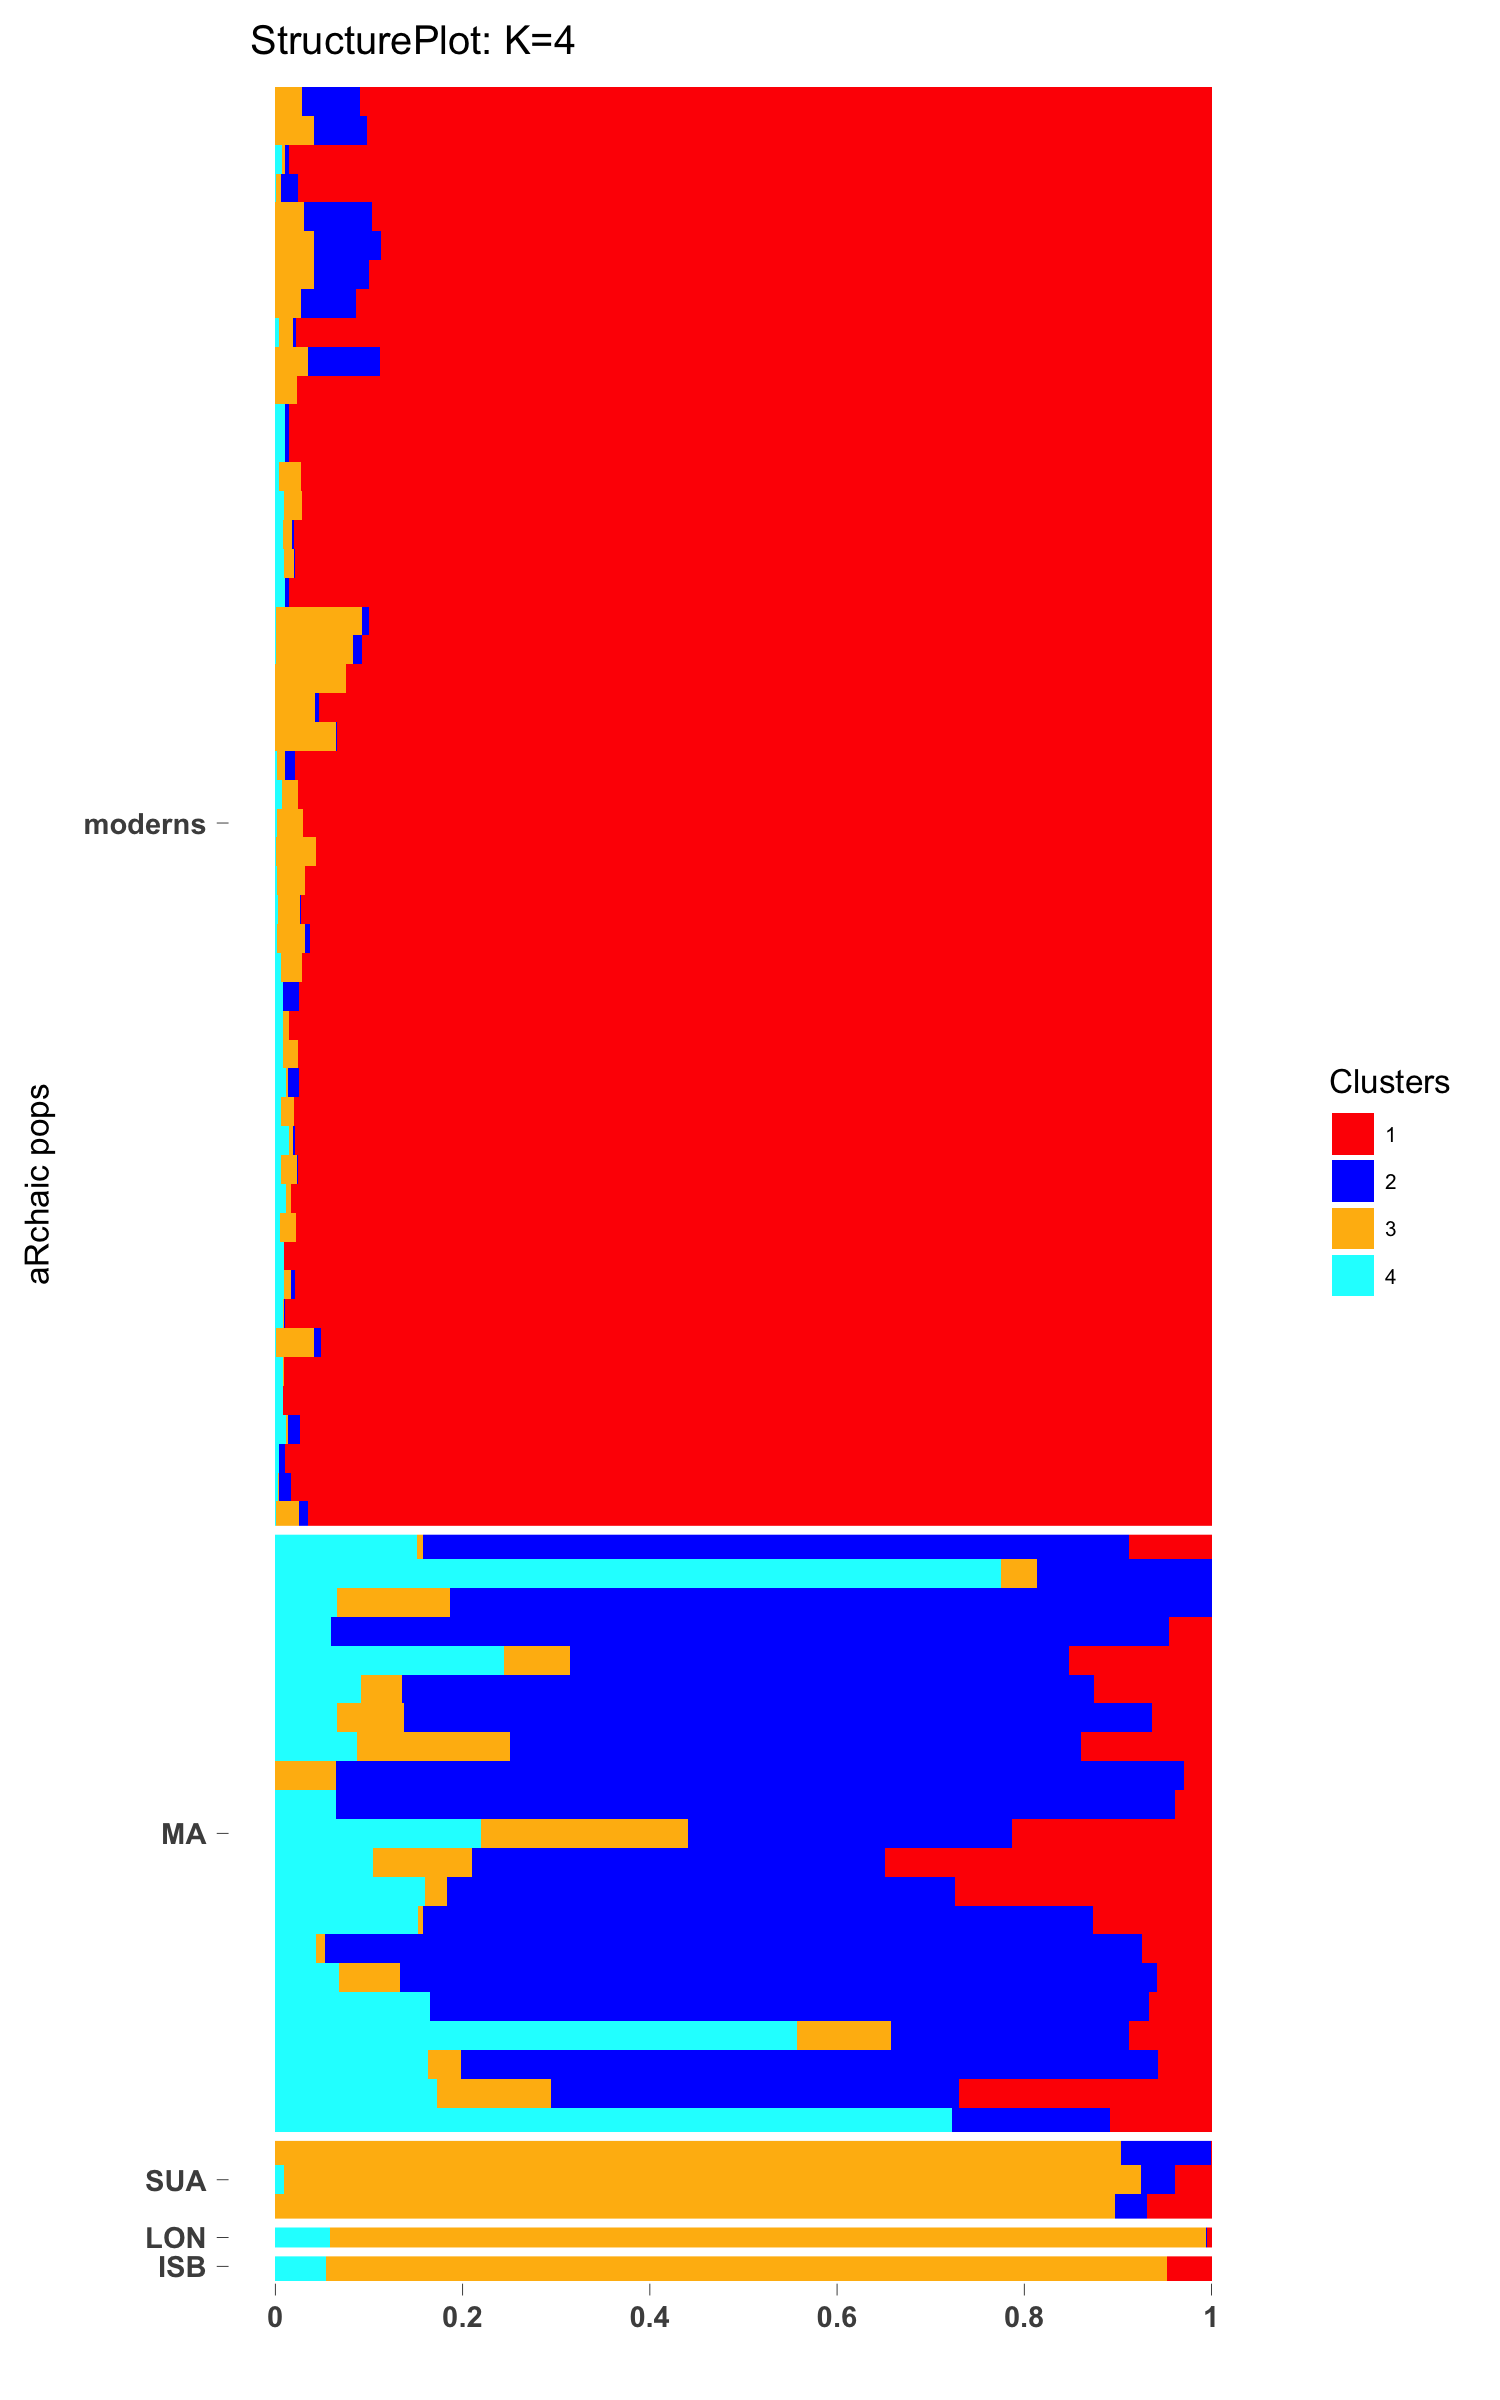 StructurePlot: K=4
moderns
aRchaic pops
MA
SUA
LON
ISB
0 0.2 0.4 0.6 0.8 1
Clusters
1
2
3
4